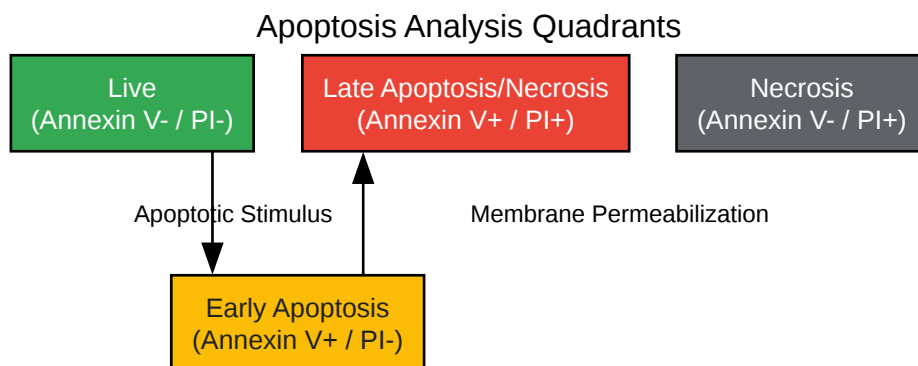 Apoptosis Analysis Quadrants
Live
(Annexin V- / PI-)
Late Apoptosis/Necrosis
(Annexin V+ / PI+)
Necrosis
(Annexin V- / PI+)
Apoptotic Stimulus
Membrane Permeabilization
Early Apoptosis
(Annexin V+ / PI-)